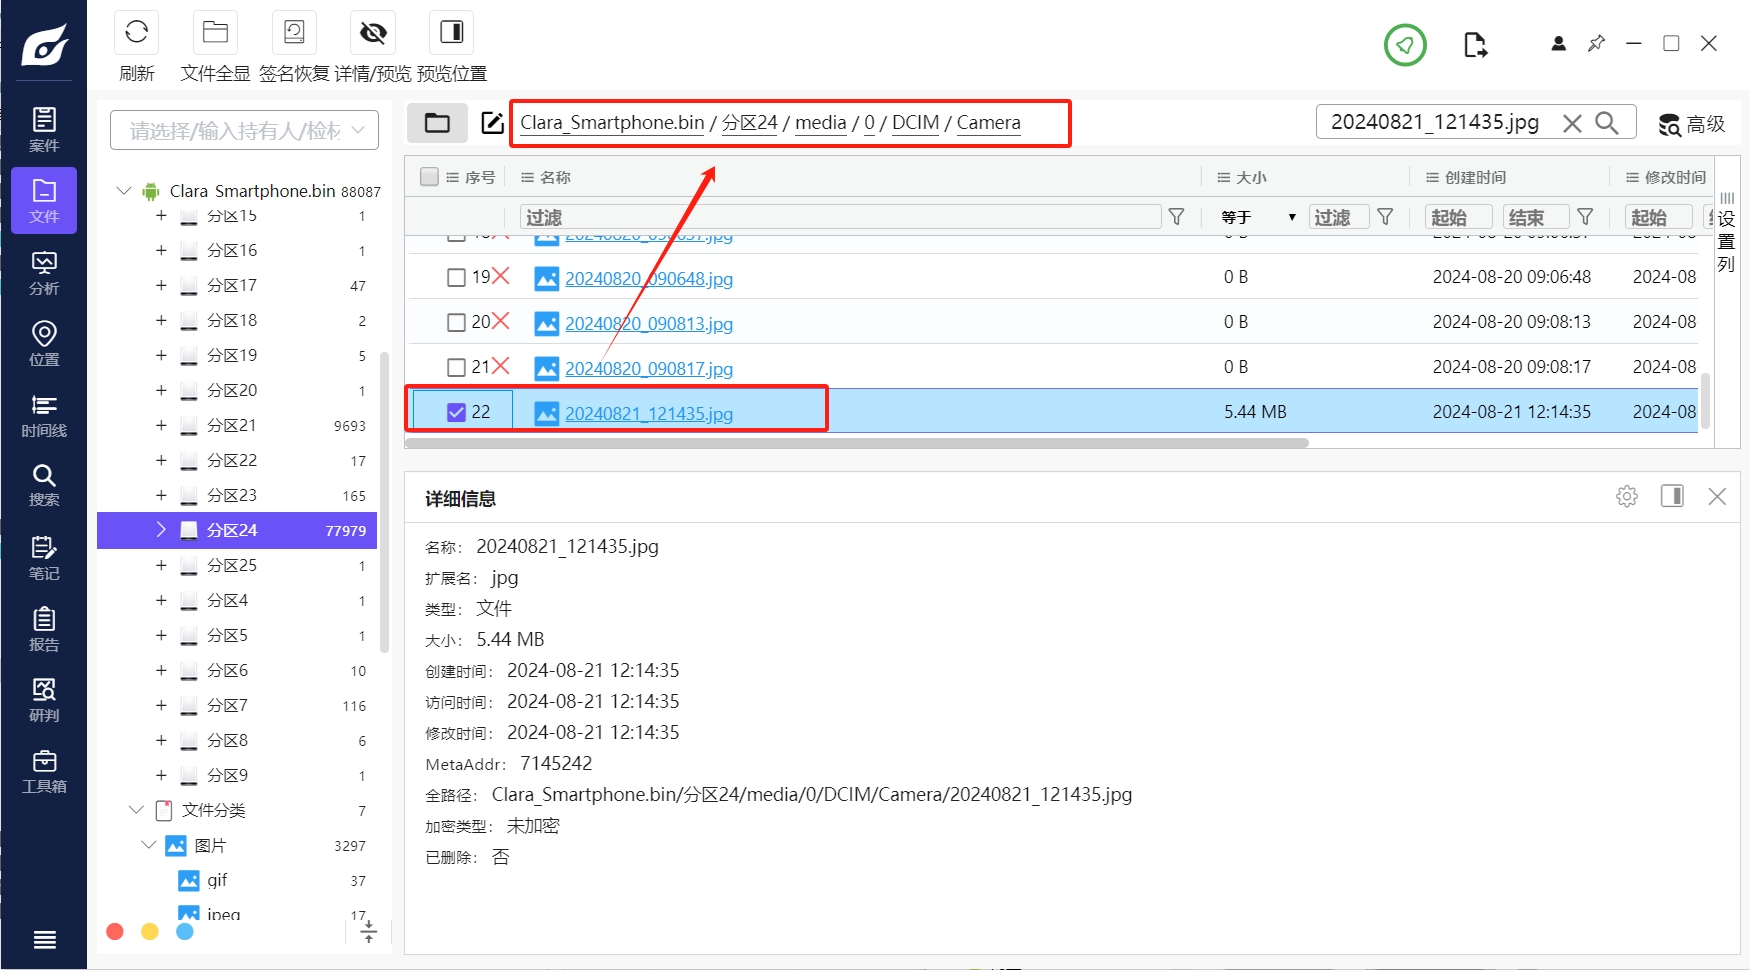 刷新 文件全显 签名恢复 详情/预览 预览位置
案件
文件
分析
位置
时间线
搜索
笔记
报告
研判
工具箱
请选择/输入持有人/检材
Clara_Smartphone.bin 88087
分区15 1
分区16 1
分区17 47
分区18 2
分区19 5
分区20 1
分区21 9693
分区22 17
分区23 165
分区24 77979
分区25 1
分区4 1
分区5 1
分区6 10
分区7 116
分区8 6
分区9 1
文件分类 7
图片 3297
gif 37
jpeg 17
Clara_Smartphone.bin / 分区24 / media / 0 / DCIM / Camera
20240821_121435.jpg 高级
序号 名称 大小 创建时间 修改时间
过滤 等于 过滤 起始 结束 起始
设置列
19 20240820_090648.jpg 0 B 2024-08-20 09:06:48 2024-08
20 20240820_090813.jpg 0 B 2024-08-20 09:08:13 2024-08
21 20240820_090817.jpg 0 B 2024-08-20 09:08:17 2024-08
22 20240821_121435.jpg 5.44 MB 2024-08-21 12:14:35 2024-08
详细信息
名称: 20240821_121435.jpg
扩展名: jpg
类型: 文件
大小: 5.44 MB
创建时间: 2024-08-21 12:14:35
访问时间: 2024-08-21 12:14:35
修改时间: 2024-08-21 12:14:35
MetaAddr: 7145242
全路径: Clara_Smartphone.bin/分区24/media/0/DCIM/Camera/20240821_121435.jpg
加密类型: 未加密
已删除: 否